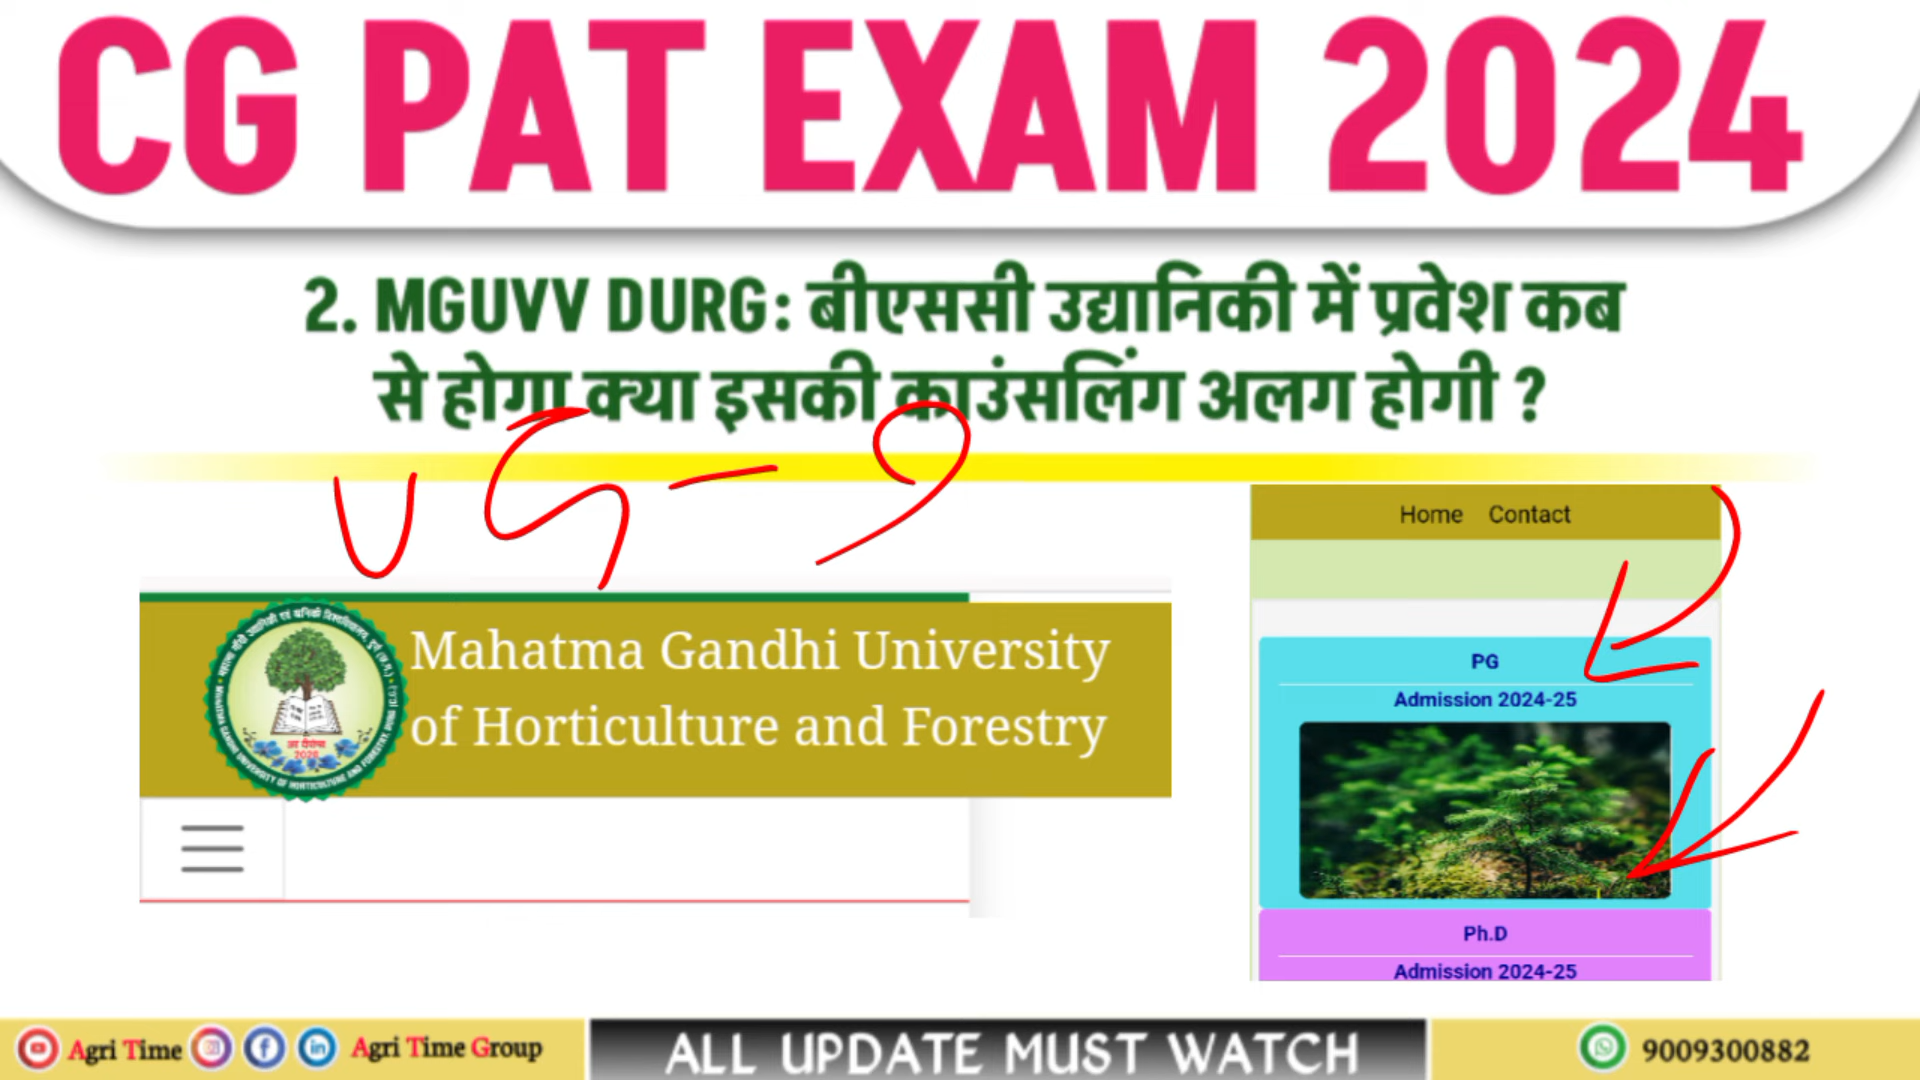 CG PAT EXAM 2024
2. MGUVV DURG: बीएससी उद्यानिकी में प्रवेश कब
से होगा क्या इसकी काउंसलिंग अलग होगी ?
UG - ?
Home Contact
Mahatma Gandhi University
of Horticulture and Forestry
PG
Admission 2024-25
Ph.D
Admission 2024-25
Agri Time Agri Time Group
ALL UPDATE MUST WATCH
9009300882